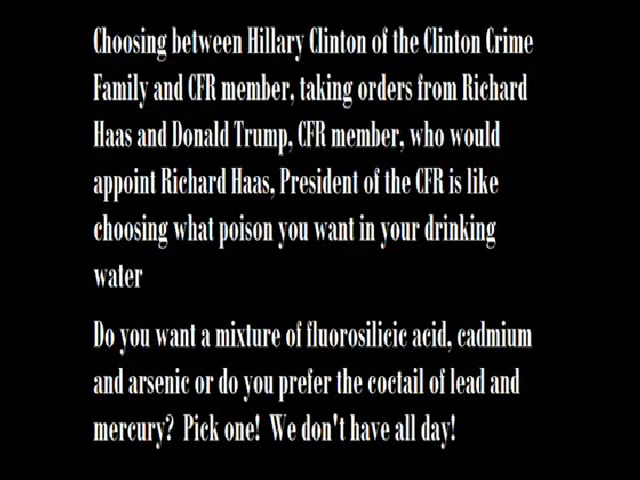 Choosing between Hillary Clinton of the Clinton Crime
Family and CFR member, taking orders from Richard
Haas and Donald Trump, CFR member, who would
appoint Richard Haas, President of the CFR is like
choosing what poison you want in your drinking
water
Do you want a mixture of fluorosilicic acid, cadmium
and arsenic or do you prefer the coctail of lead and
mercury? Pick one! We don't have all day!